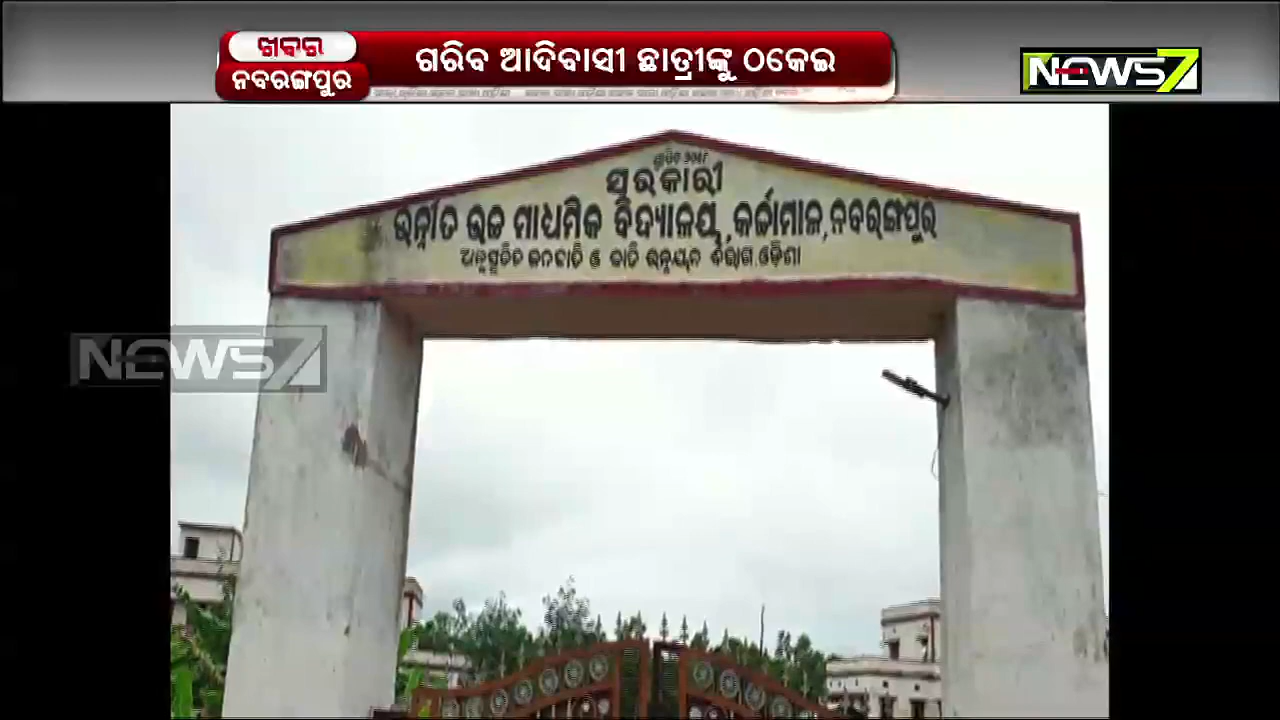 ଖବର
ନବରଙ୍ଗପୁର
ଗରିବ ଆଦିବାସୀ ଛାତ୍ରୀଙ୍କୁ ଠକେଇ
NEWS7
ସରକାରୀ
ଉର୍ନ୍ନୀତ ଉଚ୍ଚ ମାଧ୍ୟମିକ ବିଦ୍ୟାଳୟ, କର୍ଚ୍ଚାମାଳ, ନବରଙ୍ଗପୁର
ଅନୁସୂଚିତ ଜନଜାତି ଓ ଜାତି ଉନ୍ନୟନ ବିଭାଗ, ଓଡ଼ିଶା
NEWS7